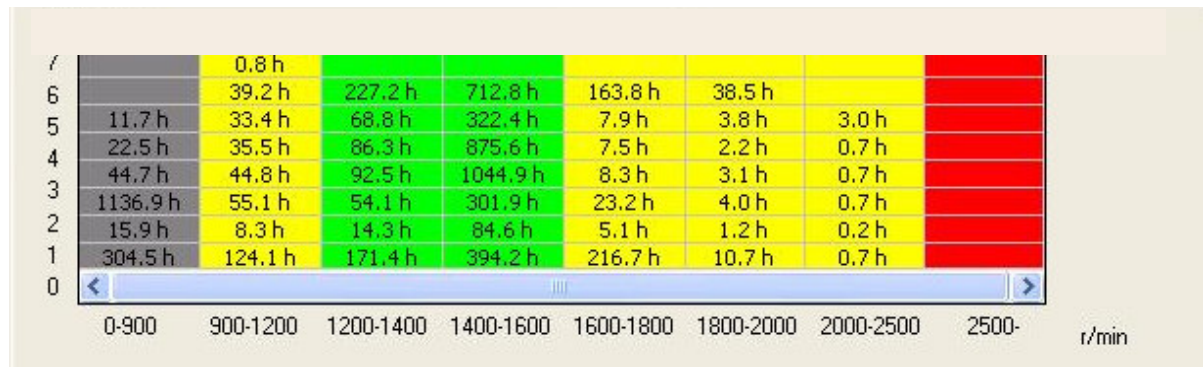 7 0.8 h
6 39.2 h 227.2 h 712.8 h 163.8 h 38.5 h
5 11.7 h 33.4 h 68.8 h 322.4 h 7.9 h 3.8 h 3.0 h
4 22.5 h 35.5 h 86.3 h 875.6 h 7.5 h 2.2 h 0.7 h
44.7 h 44.8 h 92.5 h 1044.9 h 8.3 h 3.1 h 0.7 h
3 1136.9 h 55.1 h 54.1 h 301.9 h 23.2 h 4.0 h 0.7 h
2 15.9 h 8.3 h 14.3 h 84.6 h 5.1 h 1.2 h 0.2 h
1 304.5 h 124.1 h 171.4 h 394.2 h 216.7 h 10.7 h 0.7 h
0
0-900 900-1200 1200-1400 1400-1600 1600-1800 1800-2000 2000-2500 2500- r/min